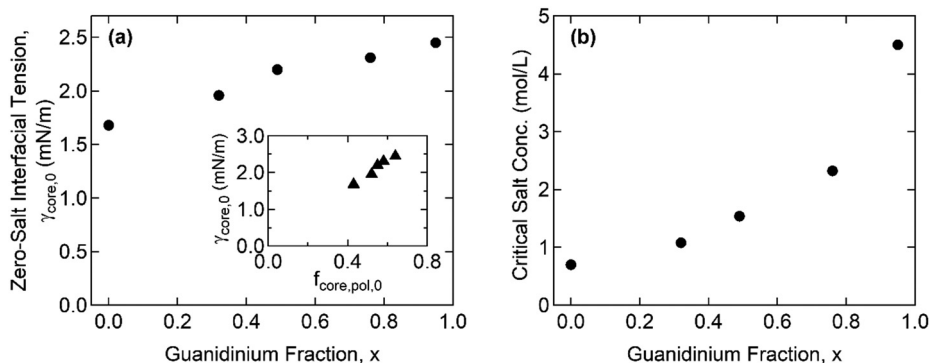 (a)
Zero-Salt Interfacial Tension,
γcore,0 (mN/m)
2.5
2.0
1.5
1.0
0.5
0.0
0.0 0.2 0.4 0.6 0.8 1.0
Guanidinium Fraction, x
γcore,0 (mN/m)
3.0
2.0
1.0
0.0
0.0 0.4 0.8
fcore,pol,0
(b)
Critical Salt Conc. (mol/L)
5
4
3
2
1
0
0.0 0.2 0.4 0.6 0.8 1.0
Guanidinium Fraction, x